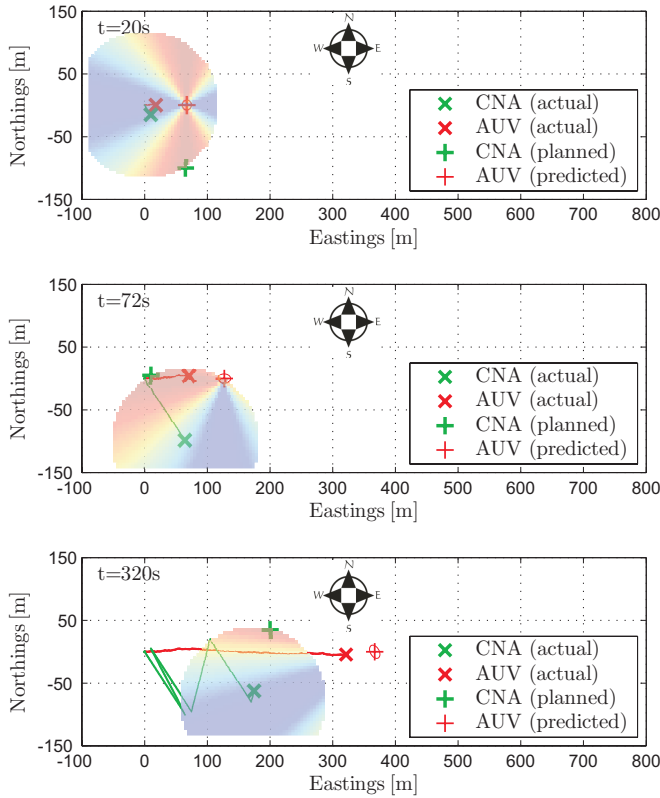 t=20s
N
W E
S
150
50
-50
-150
Northings [m]
CNA (actual)
AUV (actual)
CNA (planned)
AUV (predicted)
-100 0 100 200 300 400 500 600 700 800
Eastings [m]
t=72s
N
W E
S
150
50
-50
-150
Northings [m]
CNA (actual)
AUV (actual)
CNA (planned)
AUV (predicted)
-100 0 100 200 300 400 500 600 700 800
Eastings [m]
t=320s
N
W E
S
150
50
-50
-150
Northings [m]
CNA (actual)
AUV (actual)
CNA (planned)
AUV (predicted)
-100 0 100 200 300 400 500 600 700 800
Eastings [m]